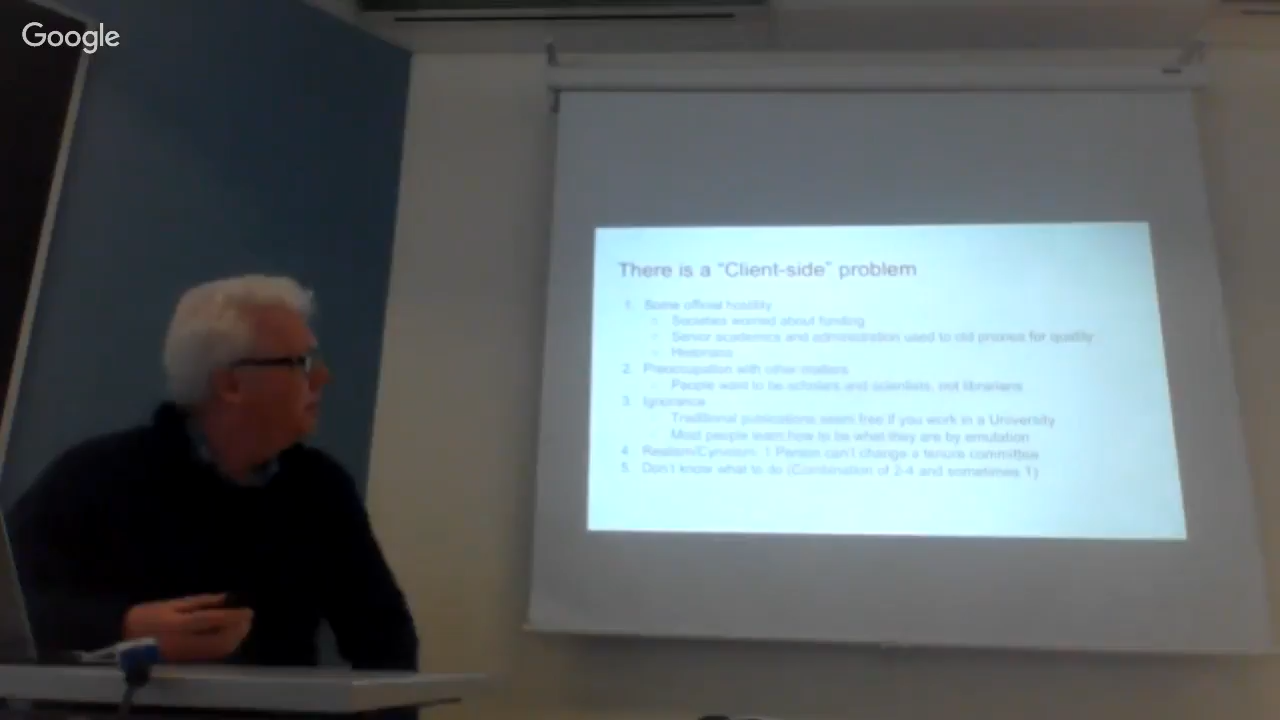 Google
There is a “Client-side” problem
1. Some official hostility
Societies worried about funding
Senior academics and administration used to old proxies for quality
2. Preoccupation with other matters
People want to be scholars and scientists, not librarians
3. Ignorance
Traditional publications seem free if you work in a University
Most people learn how to be what they are by emulation
4. Realism/Cynicism: 1 Person can't change a tenure committee
5. Don't know what to do (Combination of 2-4 and sometimes 1)